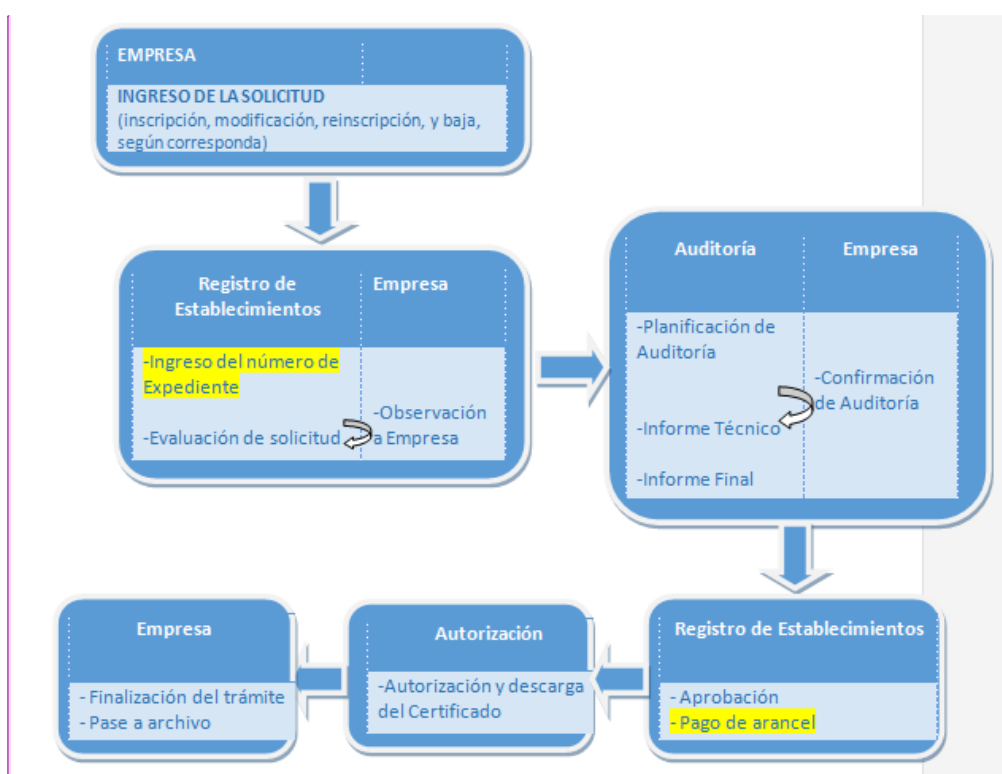 EMPRESA
INGRESO DE LA SOLICITUD
(inscripción, modificación, reinscripción, y baja,
según corresponda)
Registro de
Establecimientos
Empresa
-Ingreso del número de
Expediente
-Evaluación de solicitud
-Observación
a Empresa
Auditoría
Empresa
-Planificación de
Auditoría
-Informe Técnico
-Informe Final
-Confirmación
de Auditoría
Registro de Establecimientos
- Aprobación
- Pago de arancel
Autorización
-Autorización y descarga
del Certificado
Empresa
- Finalización del trámite
- Pase a archivo